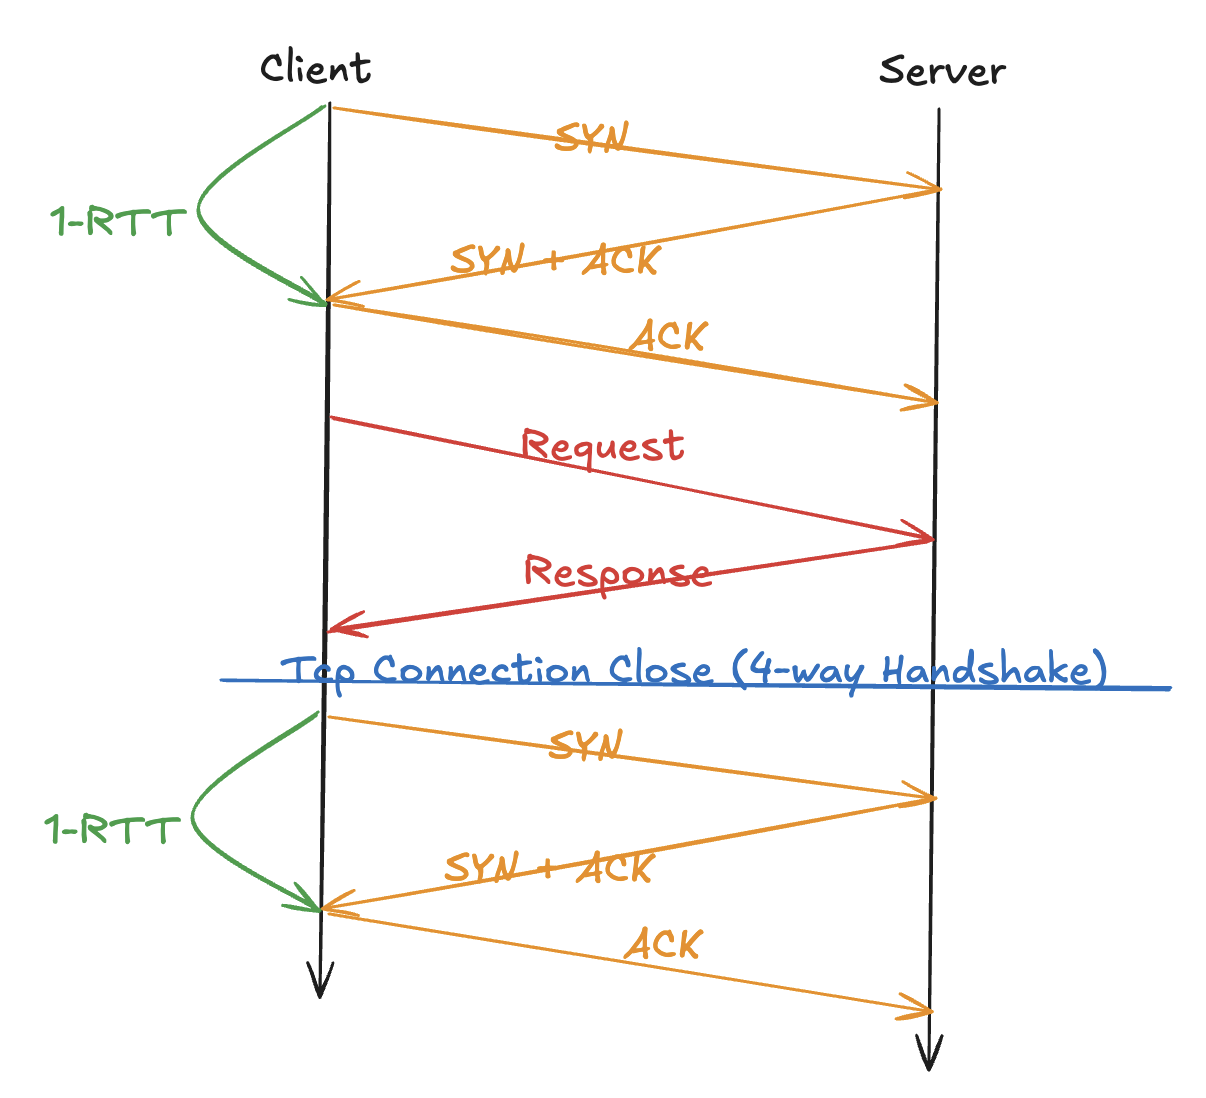 Client
Server
SYN
1-RTT
SYN + ACK
ACK
Request
Response
Tcp Connection Close (4-way Handshake)
SYN
1-RTT
SYN + ACK
ACK